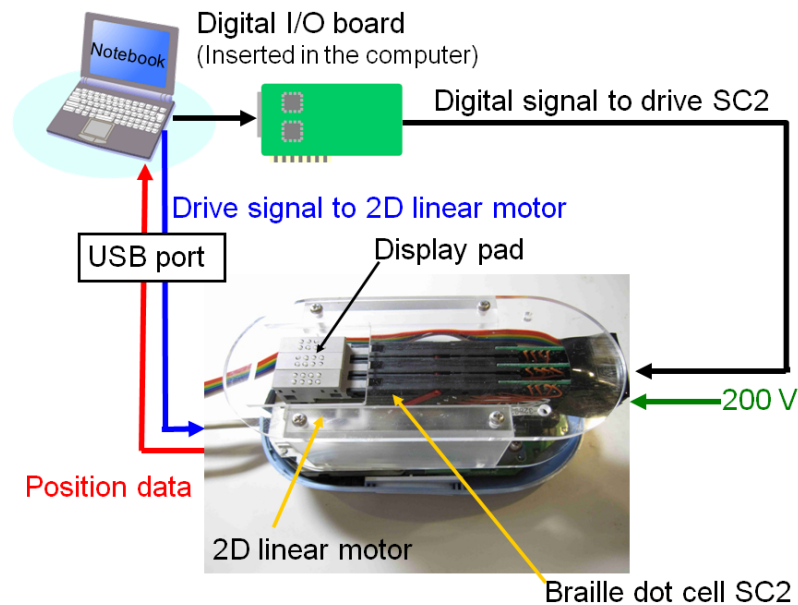 Digital I/O board
(Inserted in the computer)
Notebook
Digital signal to drive SC2
Drive signal to 2D linear motor
USB port
Display pad
200 V
Position data
2D linear motor
Braille dot cell SC2